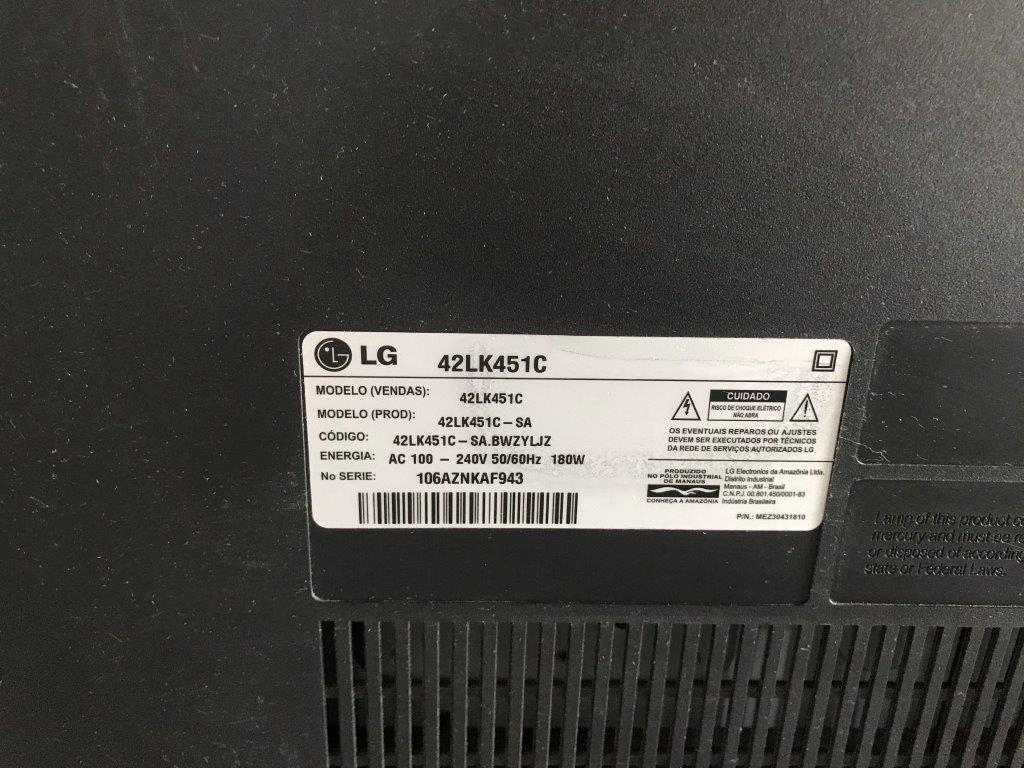 LG 42LK451C
MODELO (VENDAS): 42LK451C
MODELO (PROD): 42LK451C-SA
CÓDIGO: 42LK451C-SA.BWZYLJZ
ENERGIA: AC 100 - 240V 50/60Hz 180W
No SERIE: 106AZNKAF943
CUIDADO
RISCO DE CHOQUE ELÉTRICO
NÃO ABRA
OS EVENTUAIS REPAROS OU AJUSTES
DEVEM SER EXECUTADOS POR TÉCNICOS
DA REDE DE SERVIÇOS AUTORIZADOS LG
PRODUZIDO
NO PÓLO INDUSTRIAL
DE MANAUS
CONHEÇA A AMAZÔNIA
LG Electronics da Amazônia Ltda.
Distrito Industrial
Manaus - AM - Brasil
C.N.P.J. 00.801.450/0001-83
Indústria Brasileira
P/N.: MEZ30431810
Lamp of this product co
mercury and must be re
or disposed of according
state or Federal Laws.